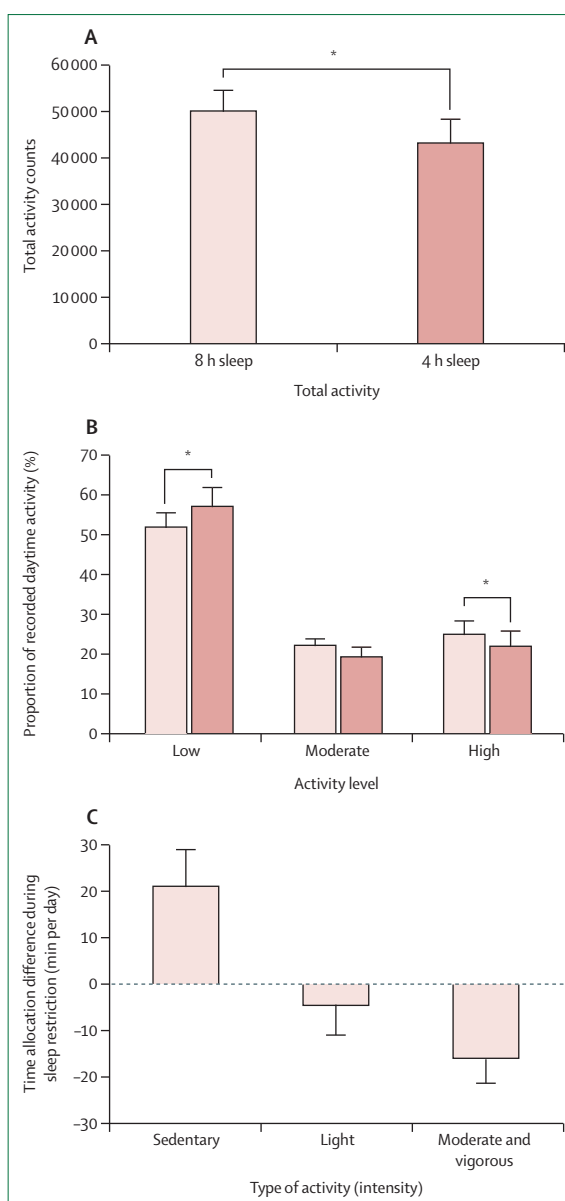 A
*
60 000
50 000
40 000
30 000
20 000
10 000
0
Total activity counts
8 h sleep 4 h sleep
Total activity
B
70
60
50
40
30
20
10
0
Proportion of recorded daytime activity (%)
*
*
Low Moderate High
Activity level
C
30
20
10
0
–10
–20
–30
Time allocation difference during
sleep restriction (min per day)
Sedentary Light Moderate and
vigorous
Type of activity (intensity)